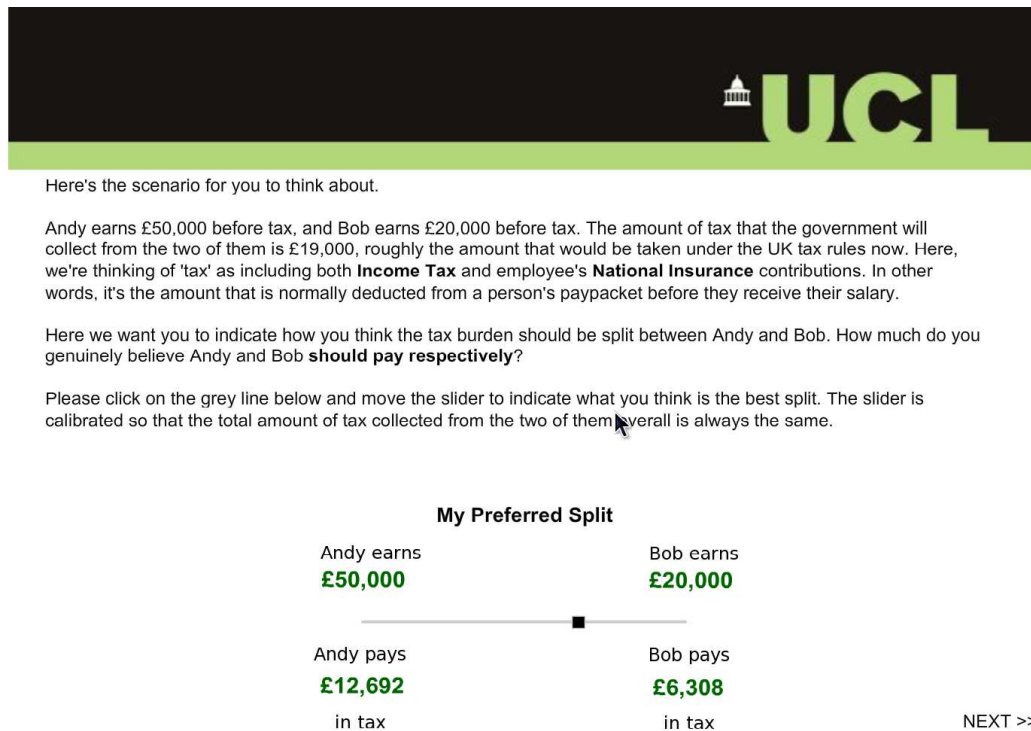 UCL
Here's the scenario for you to think about.
Andy earns £50,000 before tax, and Bob earns £20,000 before tax. The amount of tax that the government will
collect from the two of them is £19,000, roughly the amount that would be taken under the UK tax rules now. Here,
we're thinking of 'tax' as including both Income Tax and employee's National Insurance contributions. In other
words, it's the amount that is normally deducted from a person's paypacket before they receive their salary.
Here we want you to indicate how you think the tax burden should be split between Andy and Bob. How much do you
genuinely believe Andy and Bob should pay respectively?
Please click on the grey line below and move the slider to indicate what you think is the best split. The slider is
calibrated so that the total amount of tax collected from the two of them overall is always the same.
My Preferred Split
Andy earns Bob earns
£50,000 £20,000
Andy pays Bob pays
£12,692 £6,308
in tax in tax
NEXT >>